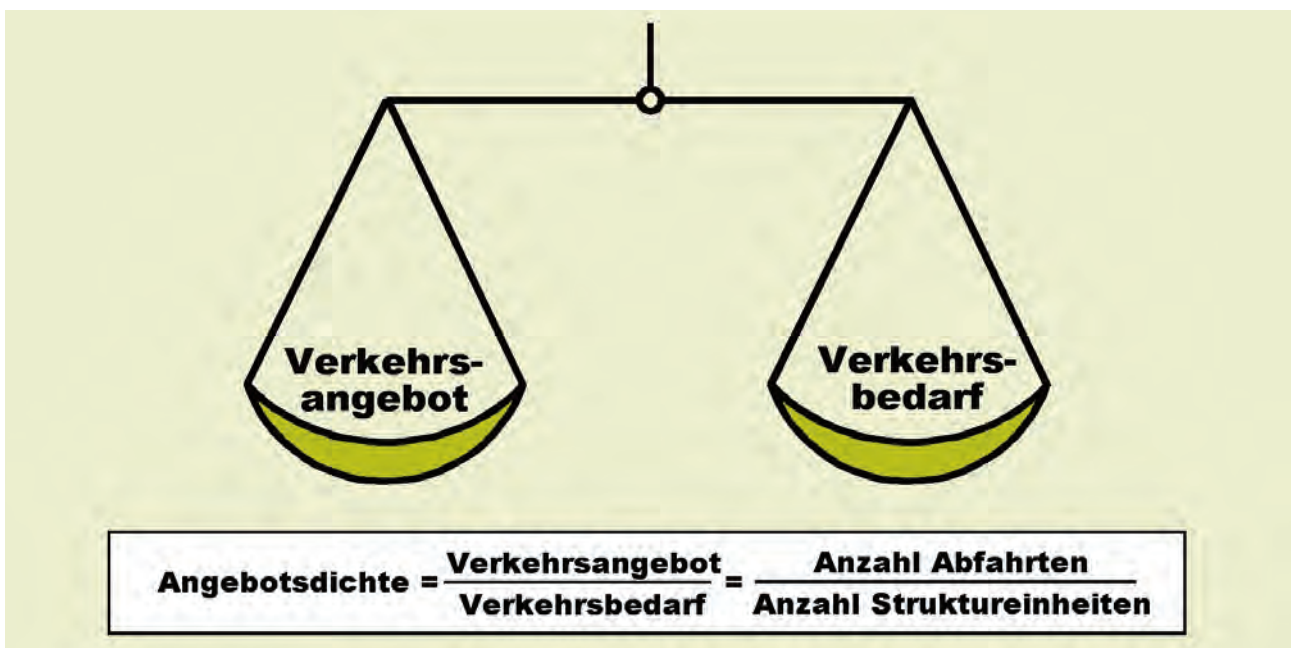 Verkehrs-
angebot
Verkehrs-
bedarf
Angebotsdichte = Verkehrsangebot / Verkehrsbedarf = Anzahl Abfahrten / Anzahl Struktureinheiten